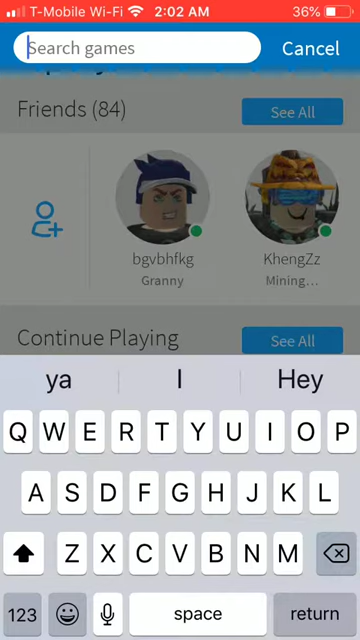 T-Mobile Wi-Fi 2:02 AM 36%
Search games Cancel
Friends (84) See All
bgvbhfkg KhengZz
Granny Mining...
Continue Playing See All
ya I Hey
Q W E R T Y U I O P
A S D F G H J K L
Z X C V B N M
123 space return